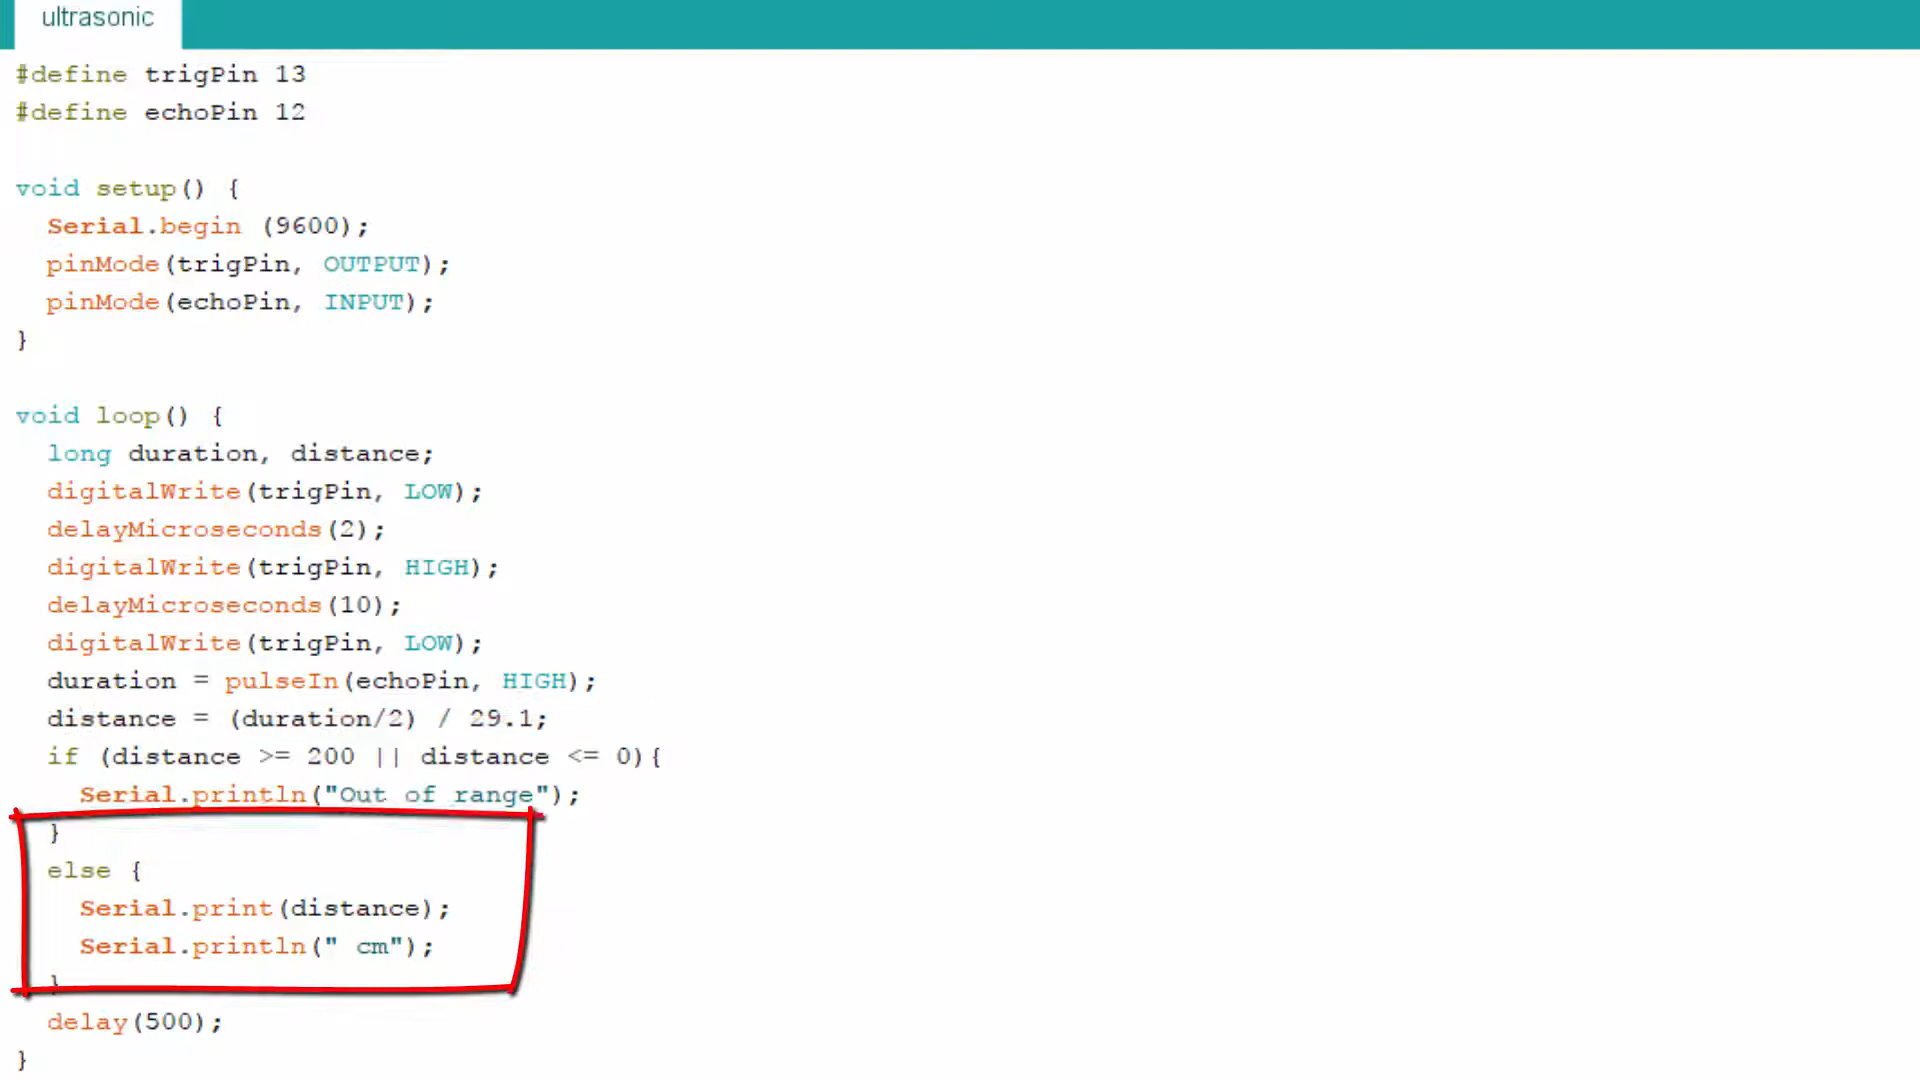 ultrasonic
#define trigPin 13
#define echoPin 12
void setup() {
  Serial.begin (9600);
  pinMode(trigPin, OUTPUT);
  pinMode(echoPin, INPUT);
}
void loop() {
  long duration, distance;
  digitalWrite(trigPin, LOW);
  delayMicroseconds(2);
  digitalWrite(trigPin, HIGH);
  delayMicroseconds(10);
  digitalWrite(trigPin, LOW);
  duration = pulseIn(echoPin, HIGH);
  distance = (duration/2) / 29.1;
  if (distance >= 200 || distance <= 0){
    Serial.println("Out of range");
  }
  else {
    Serial.print(distance);
    Serial.println(" cm");
  }
  delay(500);
}